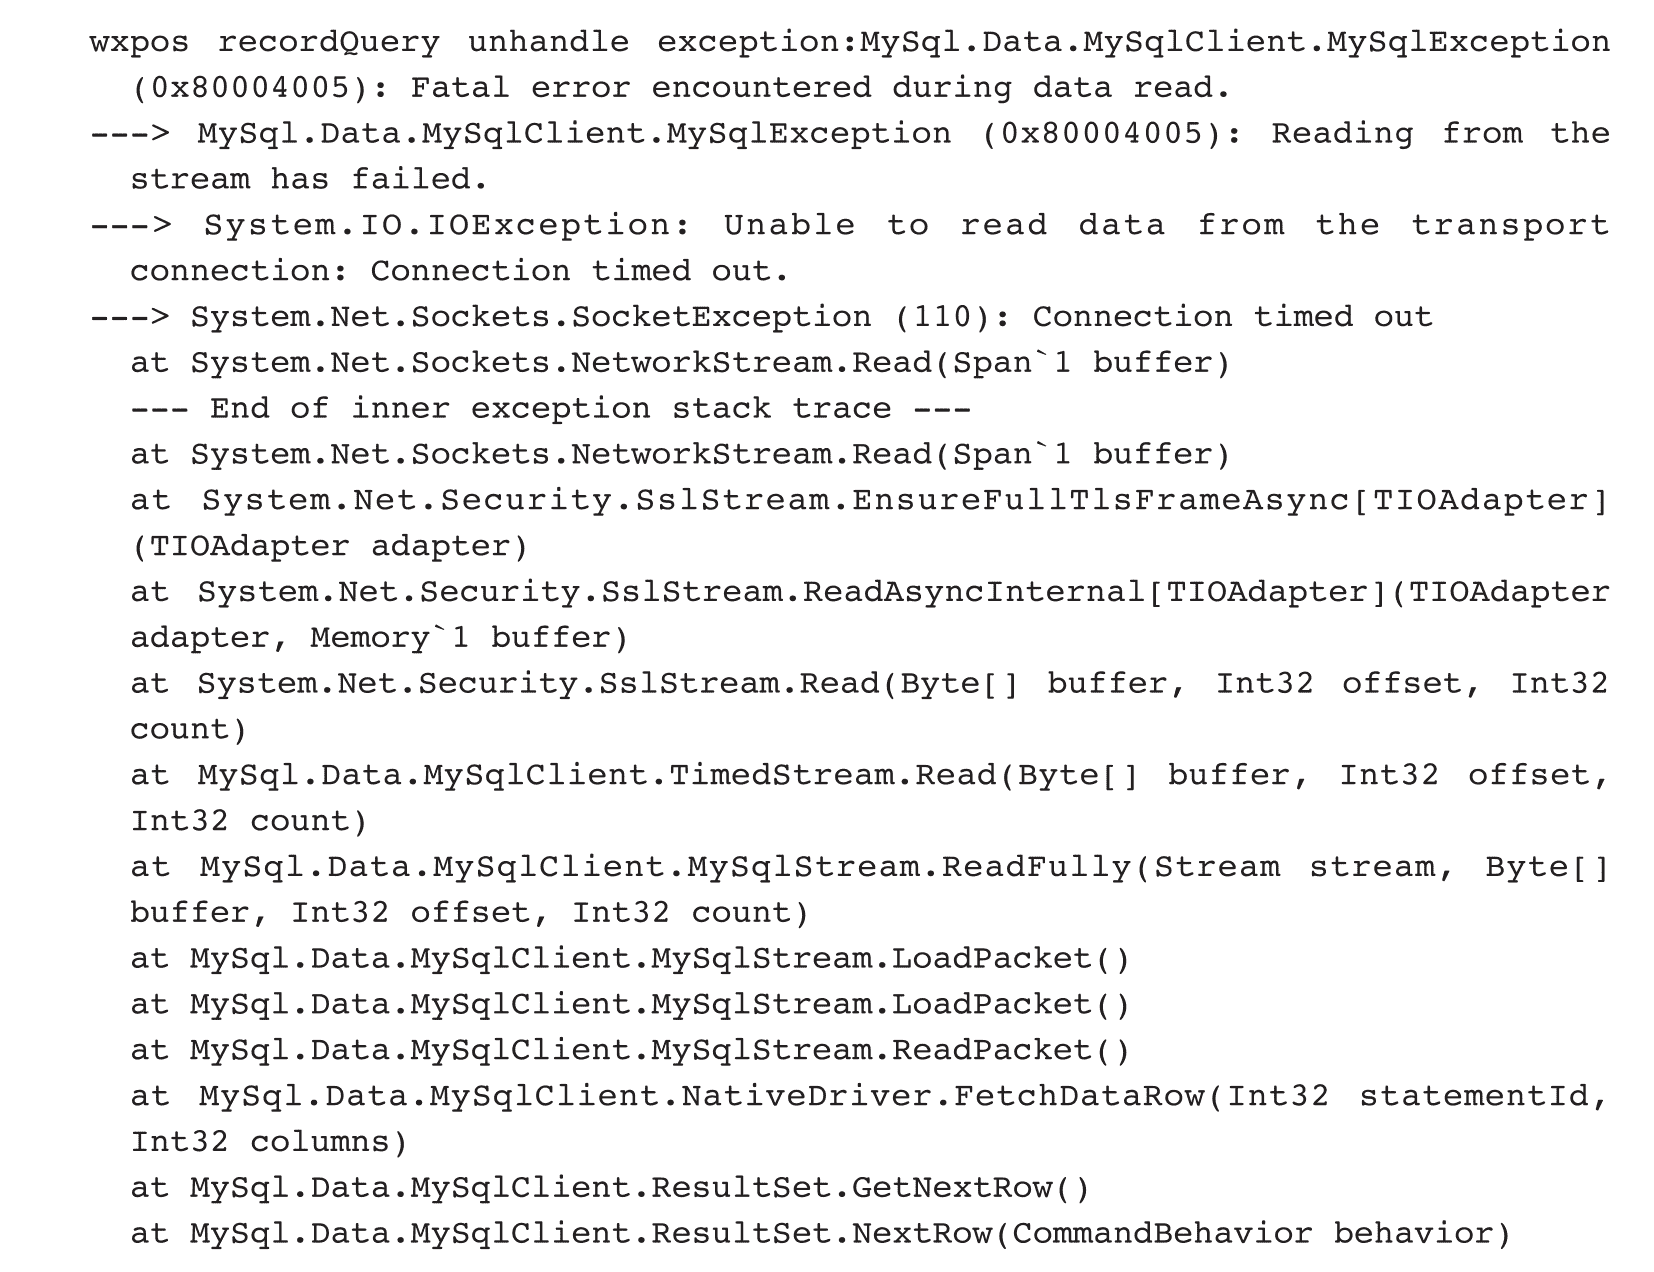 wxpos recordQuery unhandle exception:MySql.Data.MySqlClient.MySqlException
(0x80004005): Fatal error encountered during data read.
---> MySql.Data.MySqlClient.MySqlException (0x80004005): Reading from the
stream has failed.
---> System.IO.IOException: Unable to read data from the transport
connection: Connection timed out.
---> System.Net.Sockets.SocketException (110): Connection timed out
at System.Net.Sockets.NetworkStream.Read(Span`1 buffer)
--- End of inner exception stack trace ---
at System.Net.Sockets.NetworkStream.Read(Span`1 buffer)
at System.Net.Security.SslStream.EnsureFullTlsFrameAsync[TIOAdapter]
(TIOAdapter adapter)
at System.Net.Security.SslStream.ReadAsyncInternal[TIOAdapter](TIOAdapter
adapter, Memory`1 buffer)
at System.Net.Security.SslStream.Read(Byte[] buffer, Int32 offset, Int32
count)
at MySql.Data.MySqlClient.TimedStream.Read(Byte[] buffer, Int32 offset,
Int32 count)
at MySql.Data.MySqlClient.MySqlStream.ReadFully(Stream stream, Byte[]
buffer, Int32 offset, Int32 count)
at MySql.Data.MySqlClient.MySqlStream.LoadPacket()
at MySql.Data.MySqlClient.MySqlStream.LoadPacket()
at MySql.Data.MySqlClient.MySqlStream.ReadPacket()
at MySql.Data.MySqlClient.NativeDriver.FetchDataRow(Int32 statementId,
Int32 columns)
at MySql.Data.MySqlClient.ResultSet.GetNextRow()
at MySql.Data.MySqlClient.ResultSet.NextRow(CommandBehavior behavior)